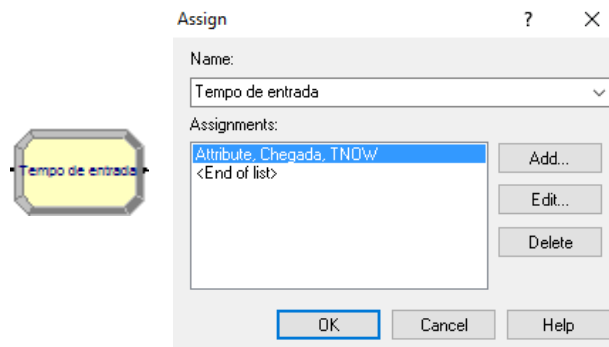 Assign ? ×
Name:
Tempo de entrada
Assignments:
Attribute, Chegada, TNOW
<End of list>
Add...
Edit...
Delete
OK Cancel Help
Tempo de entrada